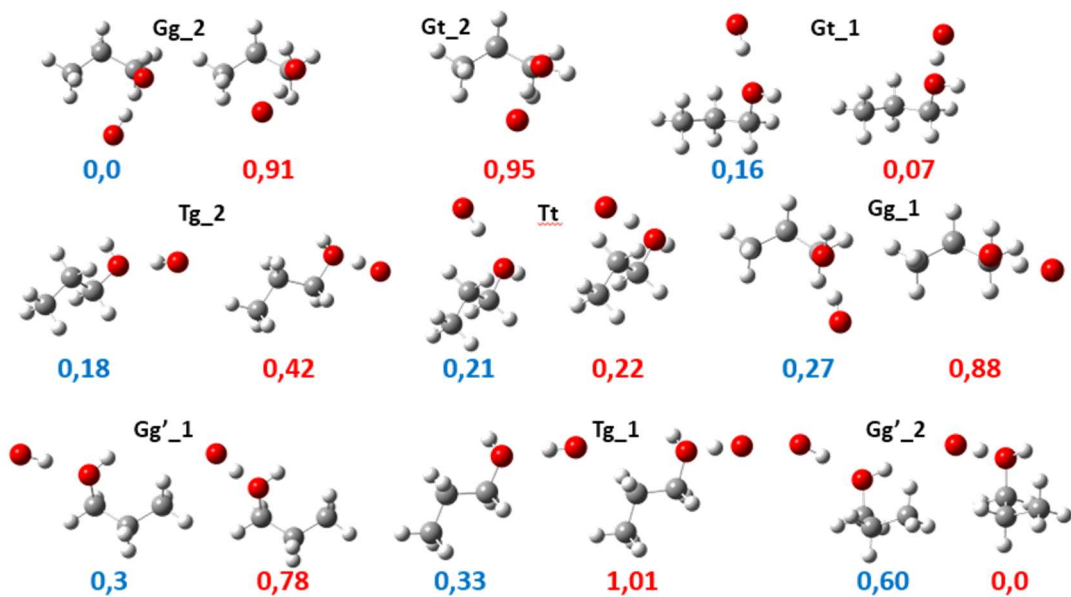 Gg_2 Gt_2 Gt_1
0,0 0,91 0,95 0,16 0,07
Tg_2 Tt Gg_1
0,18 0,42 0,21 0,22 0,27 0,88
Gg’_1 Tg_1 Gg’_2
0,3 0,78 0,33 1,01 0,60 0,0